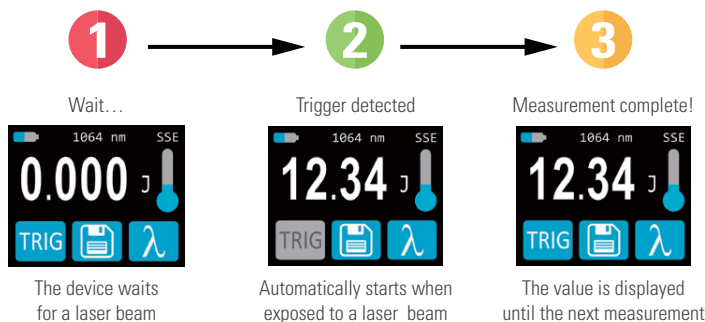 1
2
3
Wait...
Trigger detected
Measurement complete!
1064 nm SSE
0.000 J
TRIG λ
1064 nm SSE
12.34 J
TRIG λ
1064 nm SSE
12.34 J
TRIG λ
The device waits
for a laser beam
Automatically starts when
exposed to a laser beam
The value is displayed
until the next measurement